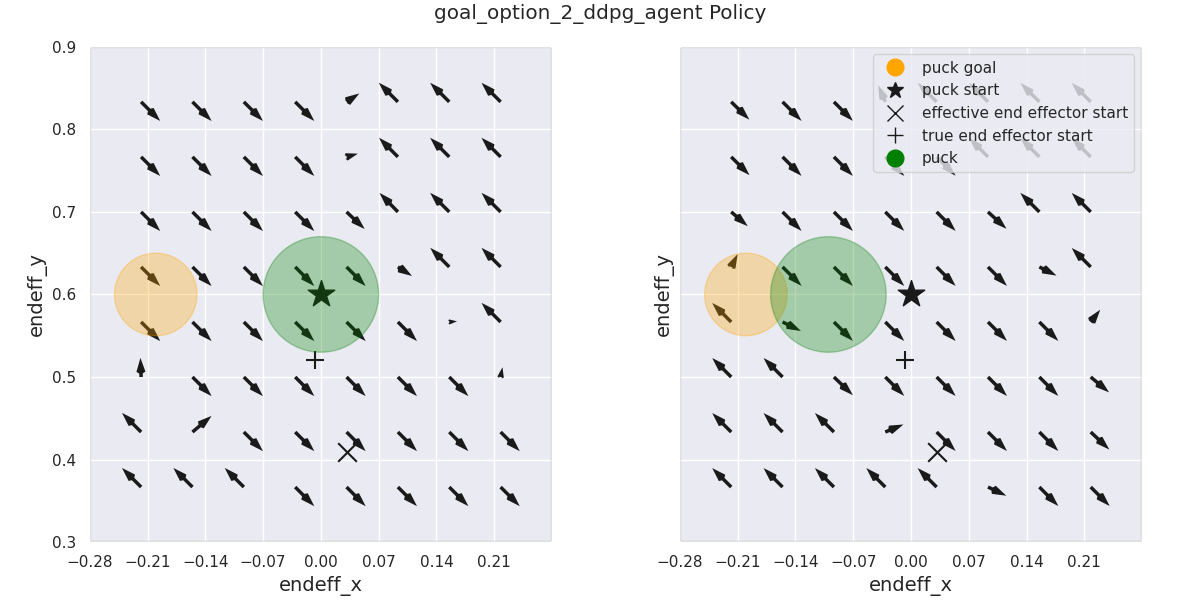 goal_option_2_ddpg_agent Policy
0.9
0.8
0.7
0.6
0.5
0.4
0.3
endeff_y
−0.28 −0.21 −0.14 −0.07 0.00 0.07 0.14 0.21
endeff_x
puck goal
puck start
effective end effector start
true end effector start
puck
endeff_y
−0.28 −0.21 −0.14 −0.07 0.00 0.07 0.14 0.21
endeff_x